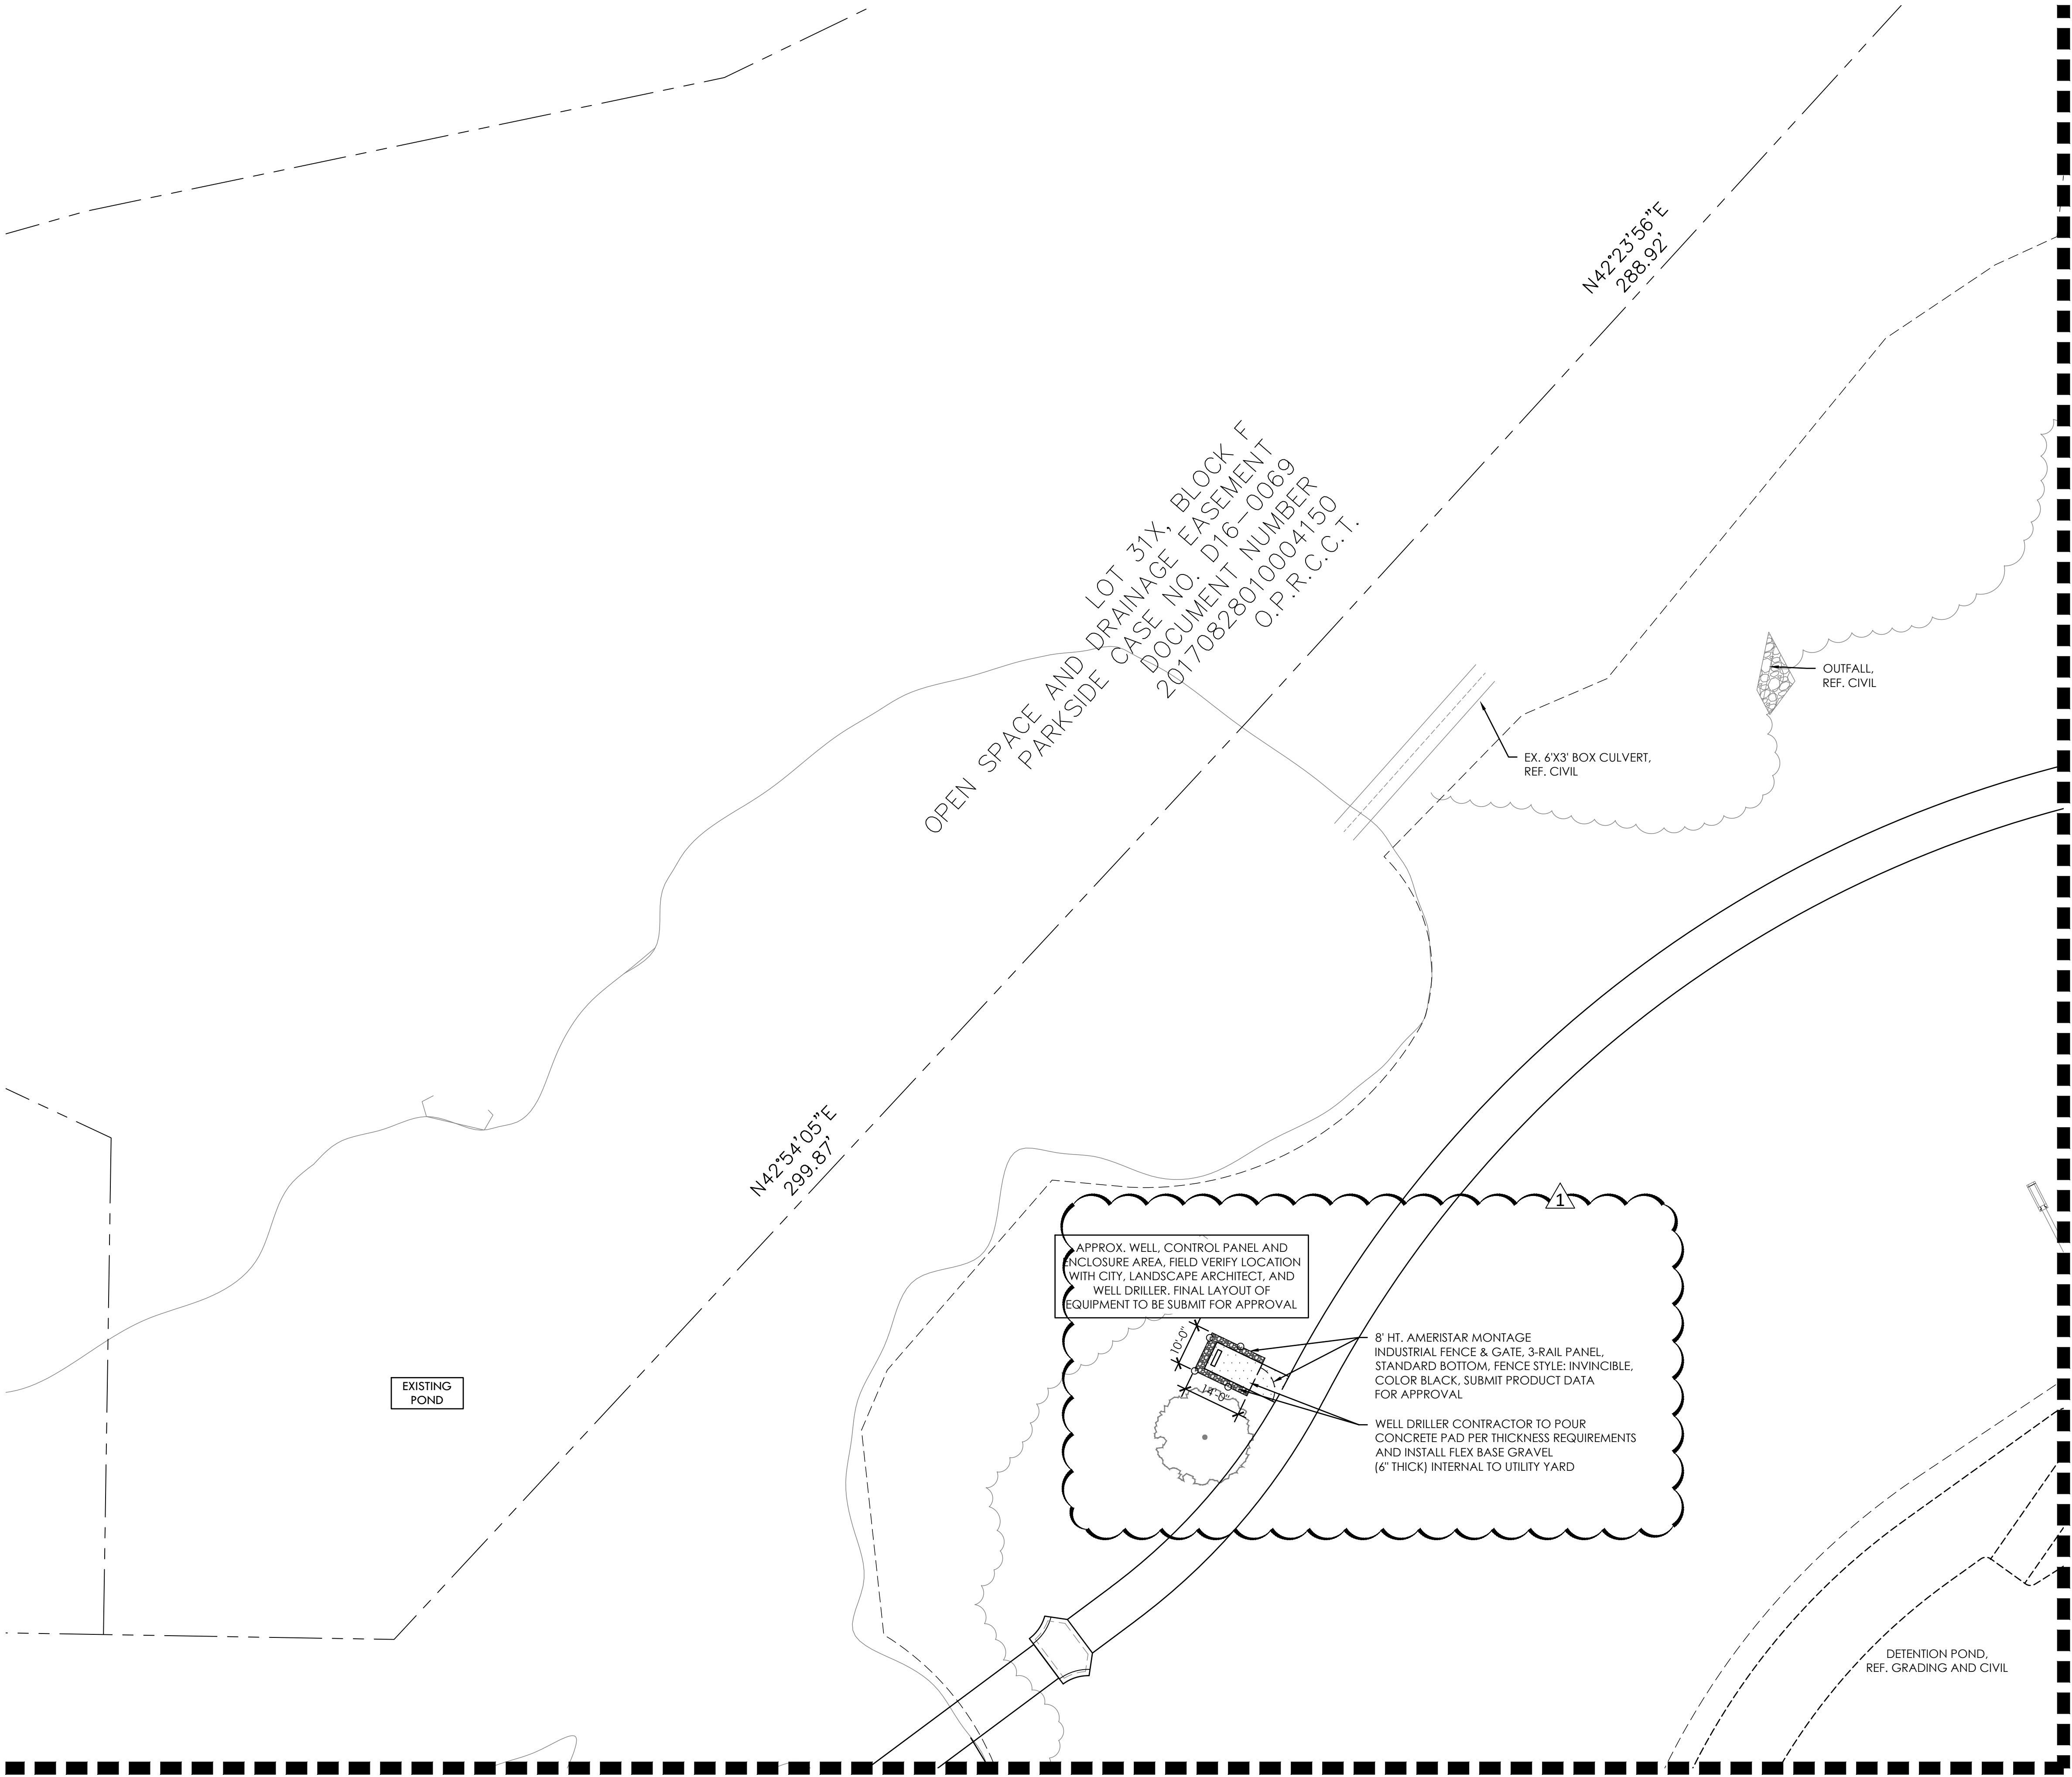 N42°23'56"E
288.92'
LOT 31X, BLOCK F
OPEN SPACE AND DRAINAGE EASEMENT
PARKSIDE CASE NO. D16-0069
DOCUMENT NUMBER
20170828010004150
O.P.R.C.C.T.
OUTFALL,
REF. CIVIL
EX. 6'X3' BOX CULVERT,
REF. CIVIL
N42°54'05"E
299.87'
1
APPROX. WELL, CONTROL PANEL AND
ENCLOSURE AREA, FIELD VERIFY LOCATION
WITH CITY, LANDSCAPE ARCHITECT, AND
WELL DRILLER. FINAL LAYOUT OF
EQUIPMENT TO BE SUBMIT FOR APPROVAL
10'-0"
14'-0"
8' HT. AMERISTAR MONTAGE
INDUSTRIAL FENCE & GATE, 3-RAIL PANEL,
STANDARD BOTTOM, FENCE STYLE: INVINCIBLE,
COLOR BLACK, SUBMIT PRODUCT DATA
FOR APPROVAL
WELL DRILLER CONTRACTOR TO POUR
CONCRETE PAD PER THICKNESS REQUIREMENTS
AND INSTALL FLEX BASE GRAVEL
(6" THICK) INTERNAL TO UTILITY YARD
EXISTING
POND
DETENTION POND,
REF. GRADING AND CIVIL